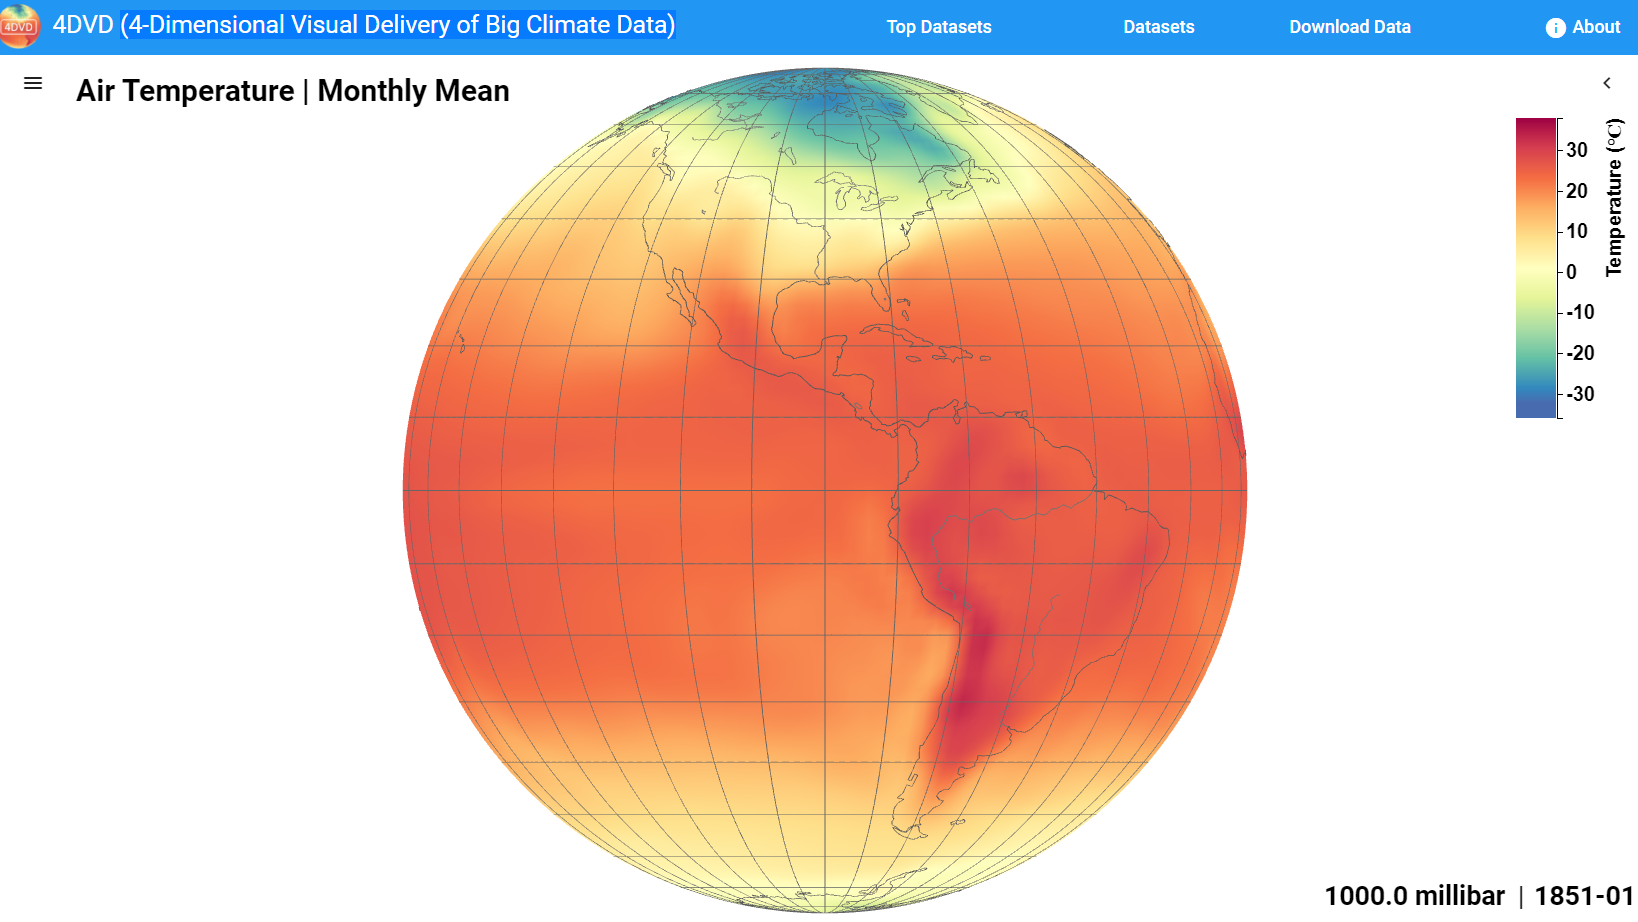 4DVD
4DVD (4-Dimensional Visual Delivery of Big Climate Data)
Top Datasets
Datasets
Download Data
i About
Air Temperature | Monthly Mean
Temperature (°C)
30
20
10
0
-10
-20
-30
1000.0 millibar | 1851-01